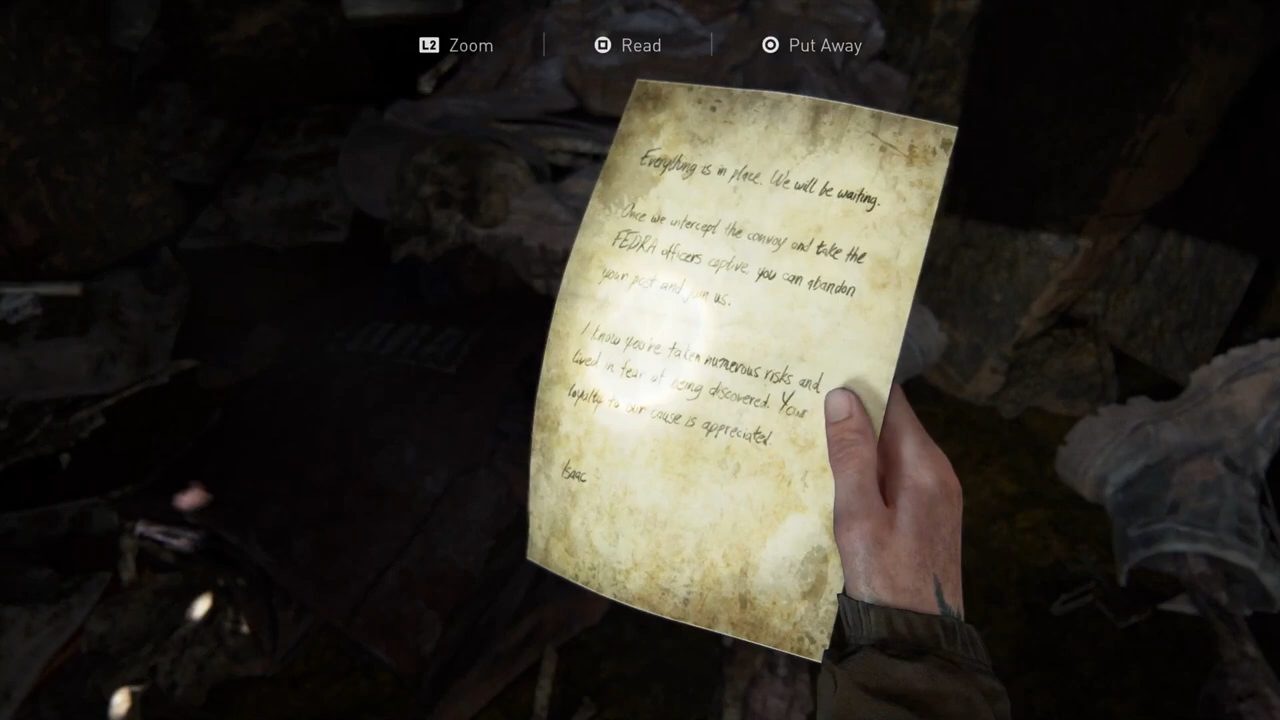 L2 Zoom | Read | Put Away
Everything is in place. We will be waiting.
Once we intercept the convoy and take the
FEDRA officers captive, you can abandon
your post and join us.
I know you've taken numerous risks and
lived in fear of being discovered. Your
loyalty to our cause is appreciated.
Isaac